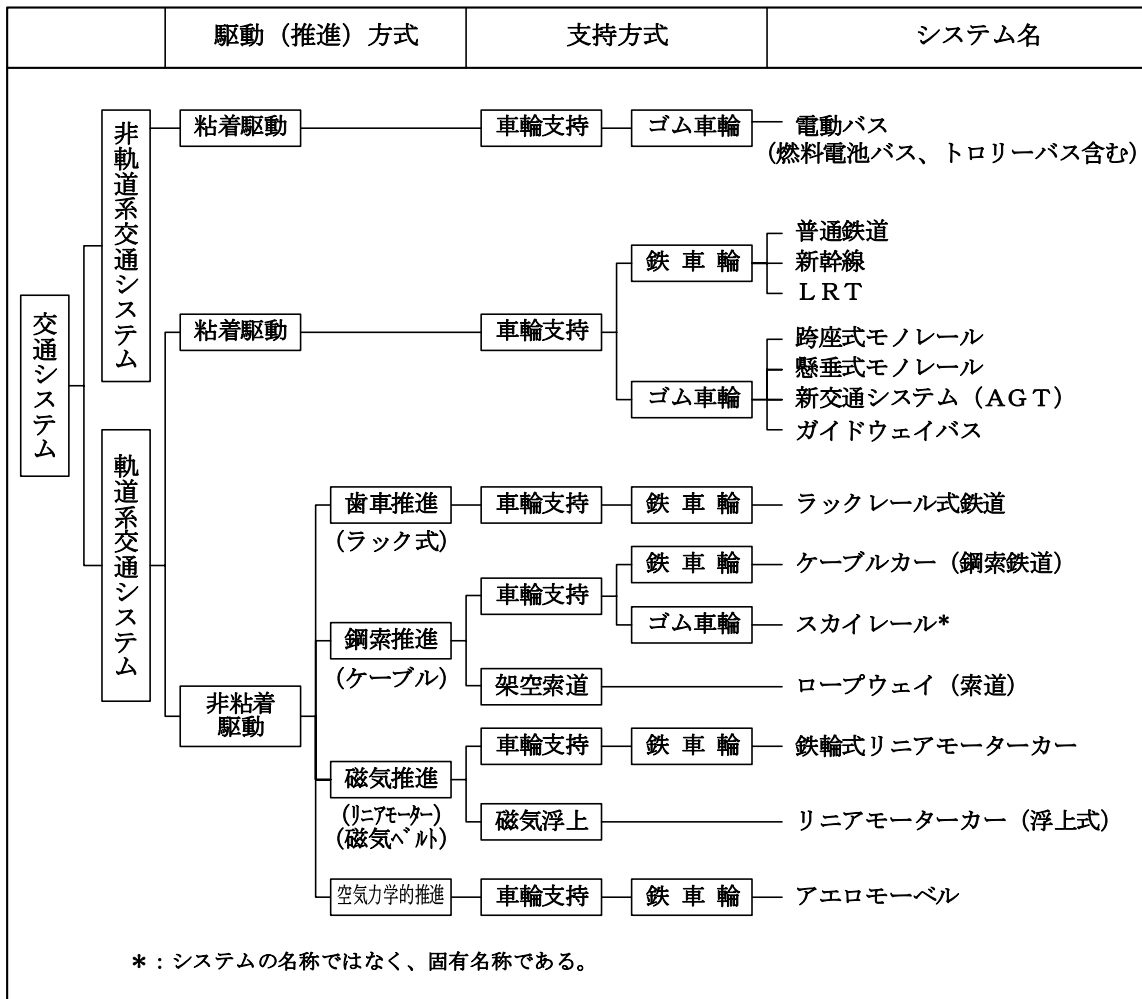 駆動（推進）方式
支持方式
システム名
交通システム
非軌道系交通システム
粘着駆動
車輪支持
ゴム車輪
電動バス
(燃料電池バス、トロリーバス含む)
軌道系交通システム
粘着駆動
車輪支持
鉄車輪
普通鉄道
新幹線
ＬＲＴ
ゴム車輪
跨座式モノレール
懸垂式モノレール
新交通システム（ＡＧＴ）
ガイドウェイバス
非粘着
駆動
歯車推進
(ラック式)
車輪支持
鉄車輪
ラックレール式鉄道
鋼索推進
(ケーブル)
車輪支持
鉄車輪
ケーブルカー（鋼索鉄道）
ゴム車輪
スカイレール*
架空索道
ロープウェイ（索道）
磁気推進
(リニアモーター)
(磁気ベルト)
車輪支持
鉄車輪
鉄輪式リニアモーターカー
磁気浮上
リニアモーターカー（浮上式）
空気力学的推進
車輪支持
鉄車輪
アエロモーベル
*：システムの名称ではなく、固有名称である。